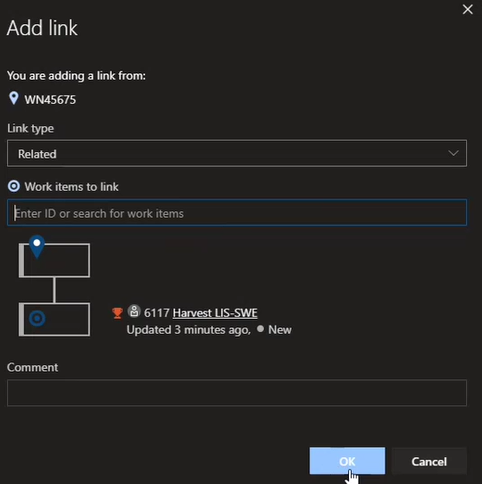 Add link
You are adding a link from:
WN45675
Link type
Related
Work items to link
Enter ID or search for work items
6117 Harvest LIS-SWE
Updated 3 minutes ago, New
Comment
OK
Cancel